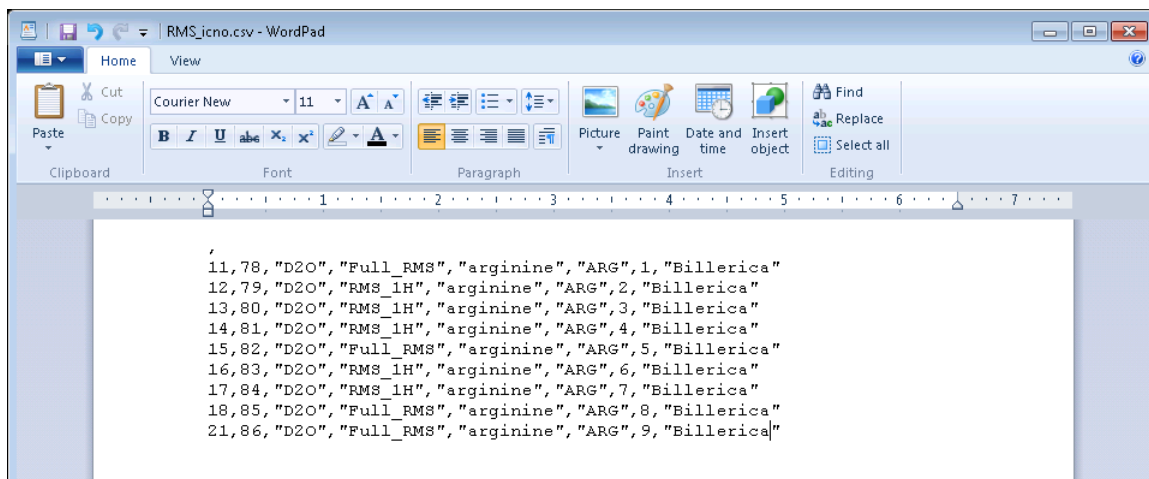 RMS_icno.csv - WordPad
Home View
Cut
Copy
Paste
Courier New 11 A A
B I U abc X₂ X² A
Picture
Paint drawing
Date and time
Insert object
Find
Replace
Select all
Clipboard Font Paragraph Insert Editing
1 2 3 4 5 6 7
,
11,78,"D2O","Full_RMS","arginine","ARG",1,"Billerica"
12,79,"D2O","RMS_1H","arginine","ARG",2,"Billerica"
13,80,"D2O","RMS_1H","arginine","ARG",3,"Billerica"
14,81,"D2O","RMS_1H","arginine","ARG",4,"Billerica"
15,82,"D2O","Full_RMS","arginine","ARG",5,"Billerica"
16,83,"D2O","RMS_1H","arginine","ARG",6,"Billerica"
17,84,"D2O","RMS_1H","arginine","ARG",7,"Billerica"
18,85,"D2O","Full_RMS","arginine","ARG",8,"Billerica"
21,86,"D2O","Full_RMS","arginine","ARG",9,"Billerica"